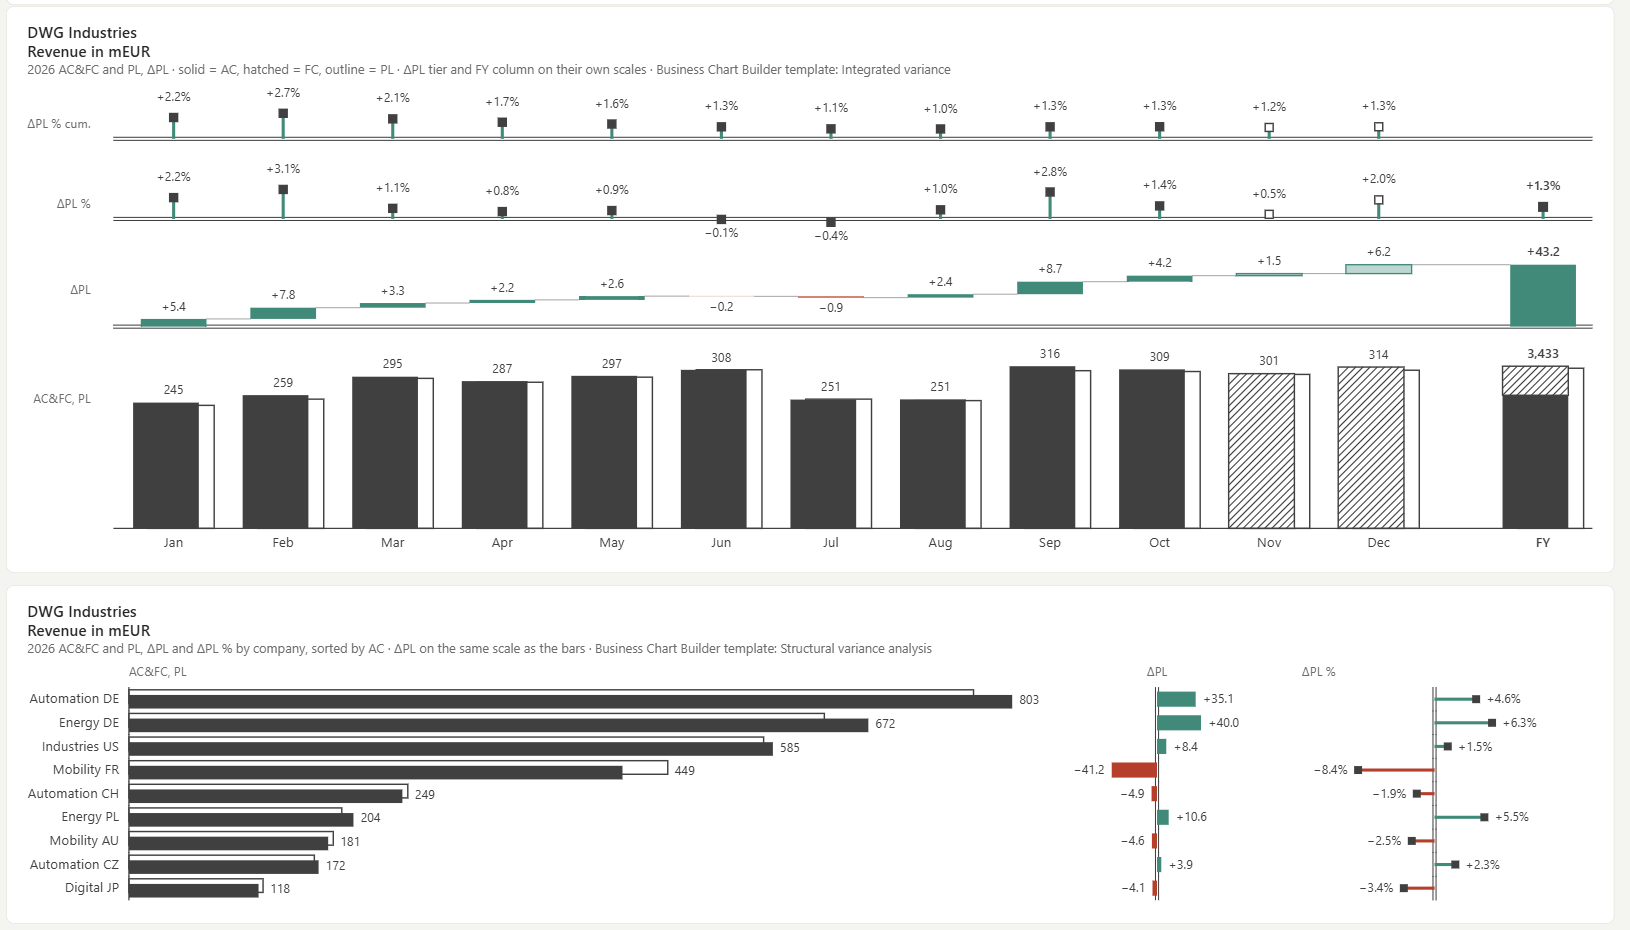 DWG Industries
Revenue in mEUR
2026 AC&FC and PL, ΔPL · solid = AC, hatched = FC, outline = PL · ΔPL tier and FY column on their own scales · Business Chart Builder template: Integrated variance
ΔPL % cum.
+2.2% +2.7% +2.1% +1.7% +1.6% +1.3% +1.1% +1.0% +1.3% +1.3% +1.2% +1.3%
ΔPL %
+2.2% +3.1% +1.1% +0.8% +0.9% −0.1% −0.4% +1.0% +2.8% +1.4% +0.5% +2.0% +1.3%
ΔPL
+5.4 +7.8 +3.3 +2.2 +2.6 −0.2 −0.9 +2.4 +8.7 +4.2 +1.5 +6.2 +43.2
AC&FC, PL
245 259 295 287 297 308 251 251 316 309 301 314 3,433
Jan Feb Mar Apr May Jun Jul Aug Sep Oct Nov Dec FY
DWG Industries
Revenue in mEUR
2026 AC&FC and PL, ΔPL and ΔPL % by company, sorted by AC · ΔPL on the same scale as the bars · Business Chart Builder template: Structural variance analysis
AC&FC, PL ΔPL ΔPL %
Automation DE 803 +35.1 +4.6%
Energy DE 672 +40.0 +6.3%
Industries US 585 +8.4 +1.5%
Mobility FR 449 −41.2 −8.4%
Automation CH 249 −4.9 −1.9%
Energy PL 204 +10.6 +5.5%
Mobility AU 181 −4.6 −2.5%
Automation CZ 172 +3.9 +2.3%
Digital JP 118 −4.1 −3.4%